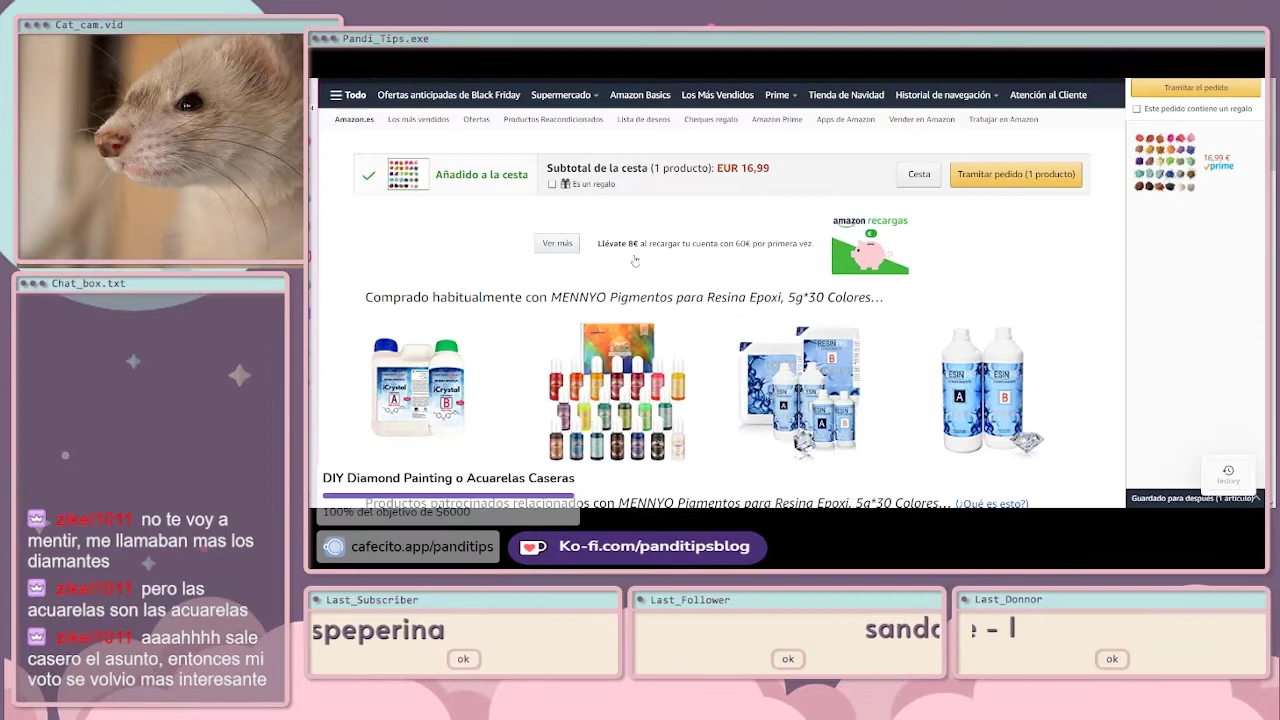 Cat_cam.vid
Pandi_Tips.exe
Todo Ofertas anticipadas de Black Friday Supermercado Amazon Basics Los Más Vendidos Prime Tienda de Navidad Historial de navegación Atención al Cliente
Amazon.es Los más vendidos Ofertas Productos Reacondicionados Lista de deseos Cheques regalo Amazon Prime Apps de Amazon Vender en Amazon Trabajar en Amazon
Tramitar el pedido
Este pedido contiene un regalo
16,99 €
prime
Añadido a la cesta
Subtotal de la cesta (1 producto): EUR 16,99
Es un regalo
Cesta
Tramitar pedido (1 producto)
Ver más
Llévate 8€ al recargar tu cuenta con 60€ por primera vez.
amazon recargas
Comprado habitualmente con MENNYO Pigmentos para Resina Epoxi, 5g*30 Colores…
iCrystal
A
iCrystal
B
B
A
B
A
B
DIY Diamond Painting o Acuarelas Caseras
Productos patrocinados relacionados con MENNYO Pigmentos para Resina Epoxi, 5g*30 Colores… (¿Qué es esto?)
history
Guardado para después (1 artículo)
100% del objetivo de $6000
cafecito.app/panditips
Ko-fi.com/panditipsblog
Chat_box.txt
zikel1011 no te voy a
mentir, me llamaban mas los
diamantes
zikel1011 pero las
acuarelas son las acuarelas
zikel1011 aaaahhhh sale
casero el asunto, entonces mi
voto se volvio mas interesante
Last_Subscriber
speperina
ok
Last_Follower
sando
ok
Last_Donnor
e - l
ok